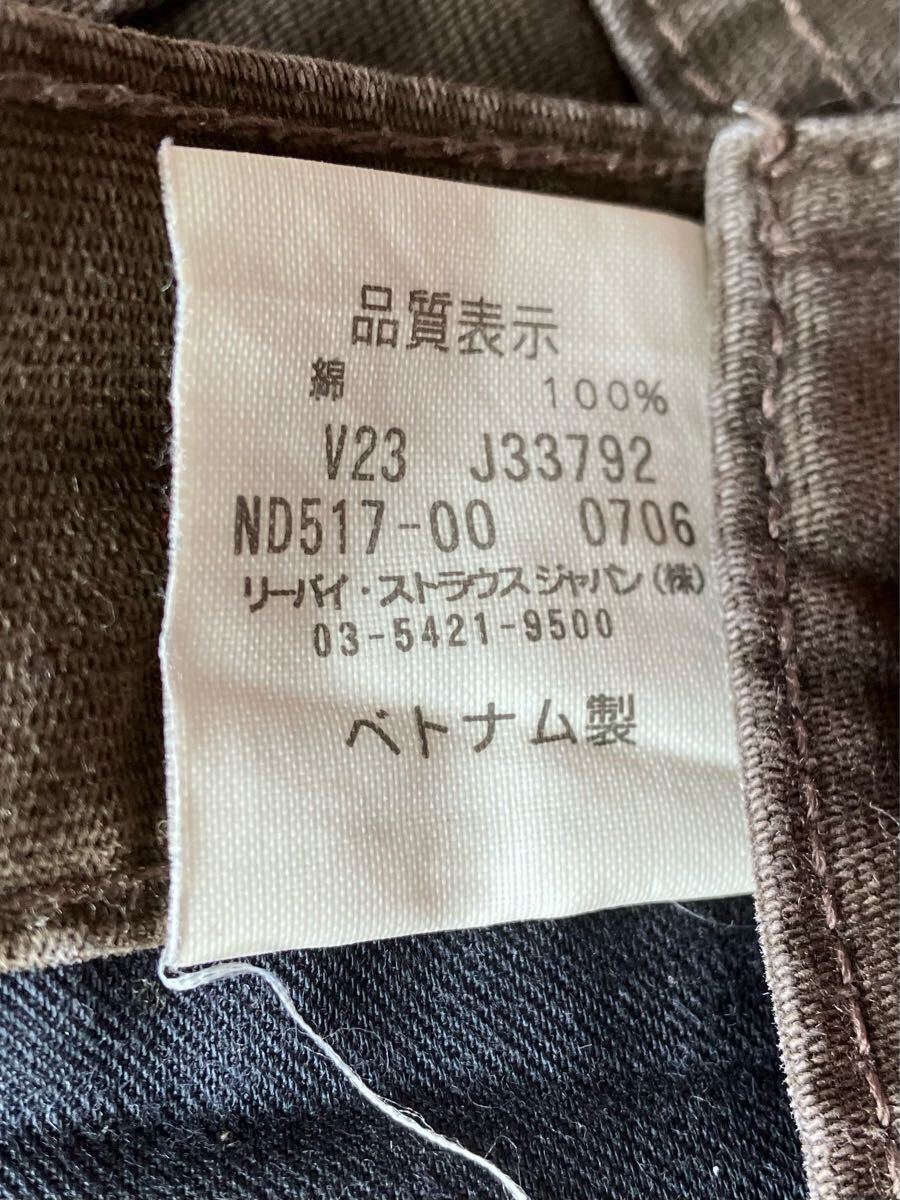 品質表示
綿 100%
V23 J33792
ND517-00 0706
リーバイ・ストラウスジャパン(株)
03-5421-9500
ベトナム製